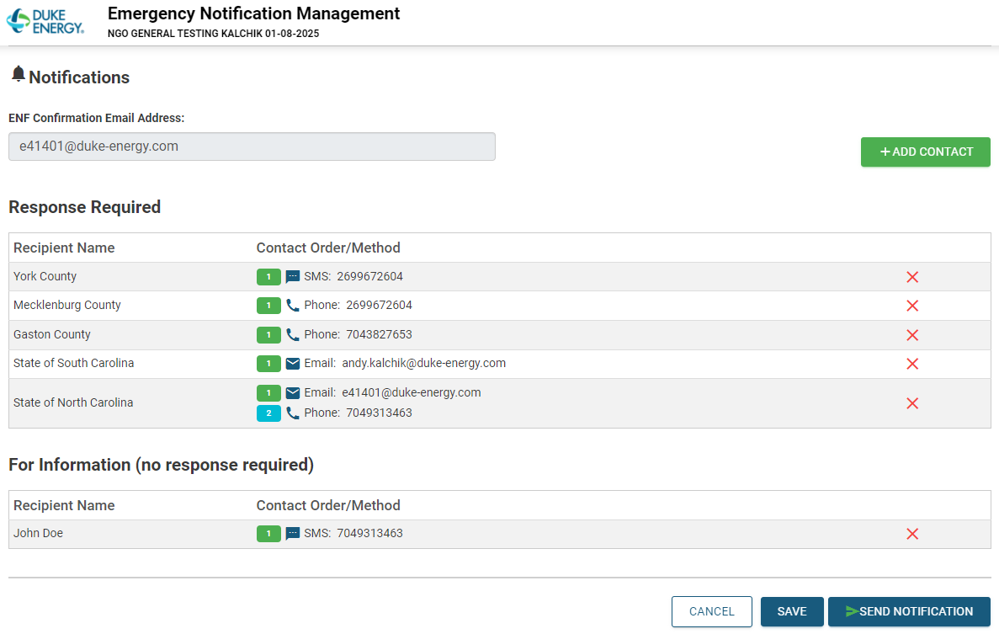 DUKE
ENERGY®
Emergency Notification Management
NGO GENERAL TESTING KALCHIK 01-08-2025
Notifications
ENF Confirmation Email Address:
e41401@duke-energy.com
+ ADD CONTACT
Response Required
Recipient Name Contact Order/Method
York County 1 SMS: 2699672604
Mecklenburg County 1 Phone: 2699672604
Gaston County 1 Phone: 7043827653
State of South Carolina 1 Email: andy.kalchik@duke-energy.com
State of North Carolina 1 Email: e41401@duke-energy.com
2 Phone: 7049313463
For Information (no response required)
Recipient Name Contact Order/Method
John Doe 1 SMS: 7049313463
CANCEL SAVE SEND NOTIFICATION